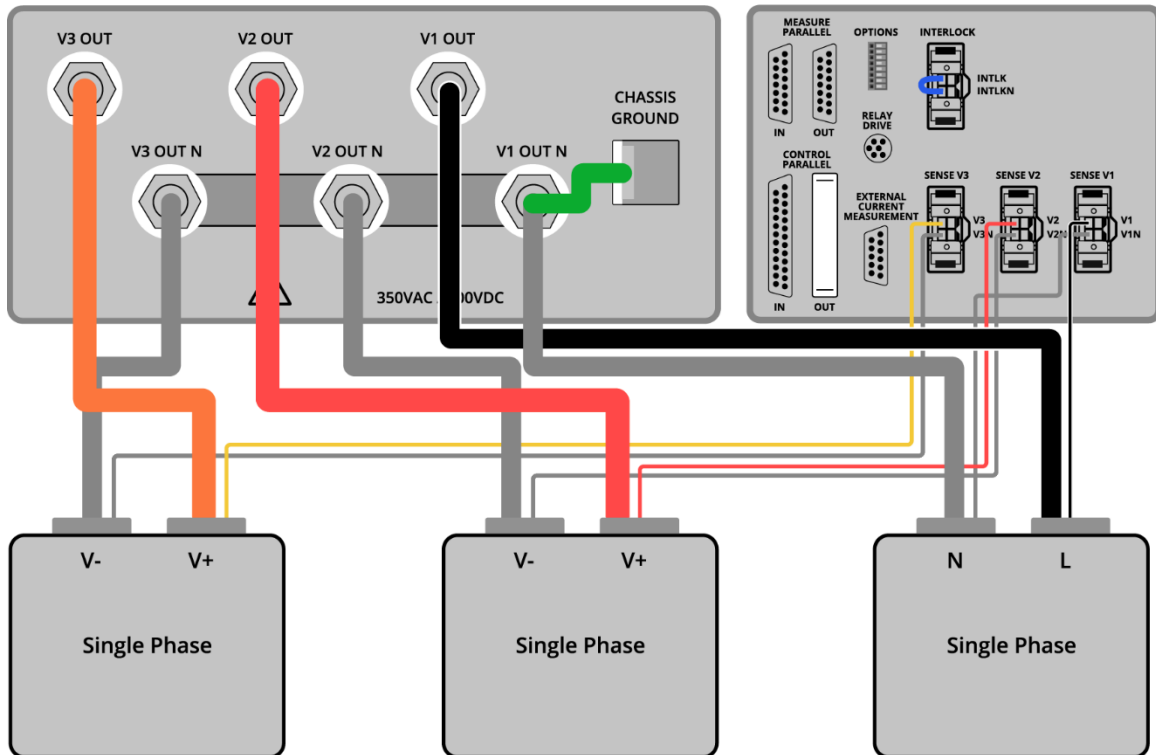 V3 OUT
V2 OUT
V1 OUT
CHASSIS
GROUND
V3 OUT N
V2 OUT N
V1 OUT N
350VAC
00VDC
MEASURE
PARALLEL
IN
OUT
OPTIONS
INTERLOCK
INTLK
INTLKN
RELAY
DRIVE
CONTROL
PARALLEL
IN
OUT
EXTERNAL
CURRENT
MEASUREMENT
SENSE V3
V3
V3N
SENSE V2
V2
V2N
SENSE V1
V1
V1N
V-
V+
Single Phase
V-
V+
Single Phase
N
L
Single Phase